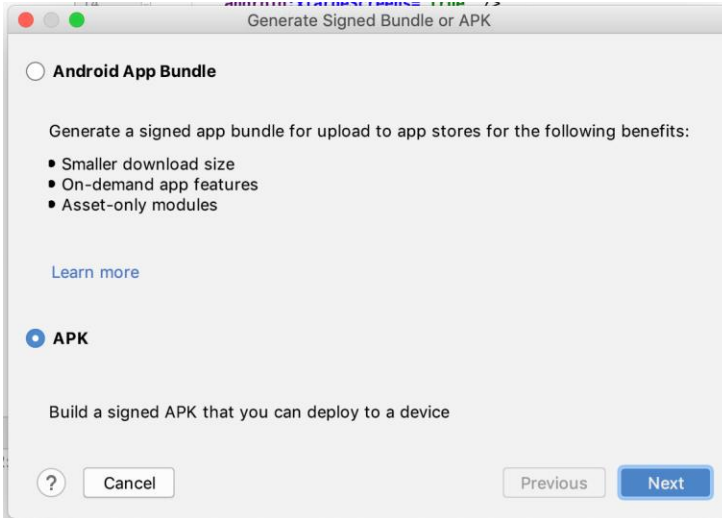 Generate Signed Bundle or APK
Android App Bundle
Generate a signed app bundle for upload to app stores for the following benefits:
• Smaller download size
• On-demand app features
• Asset-only modules
Learn more
APK
Build a signed APK that you can deploy to a device
?
Cancel
Previous
Next